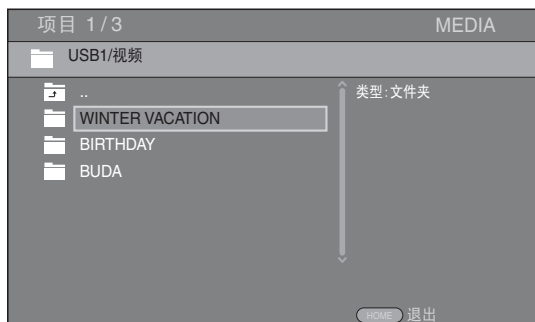 项目 1/3 MEDIA
USB1/视频
..
类型:文件夹
WINTER VACATION
BIRTHDAY
BUDA
HOME 退出